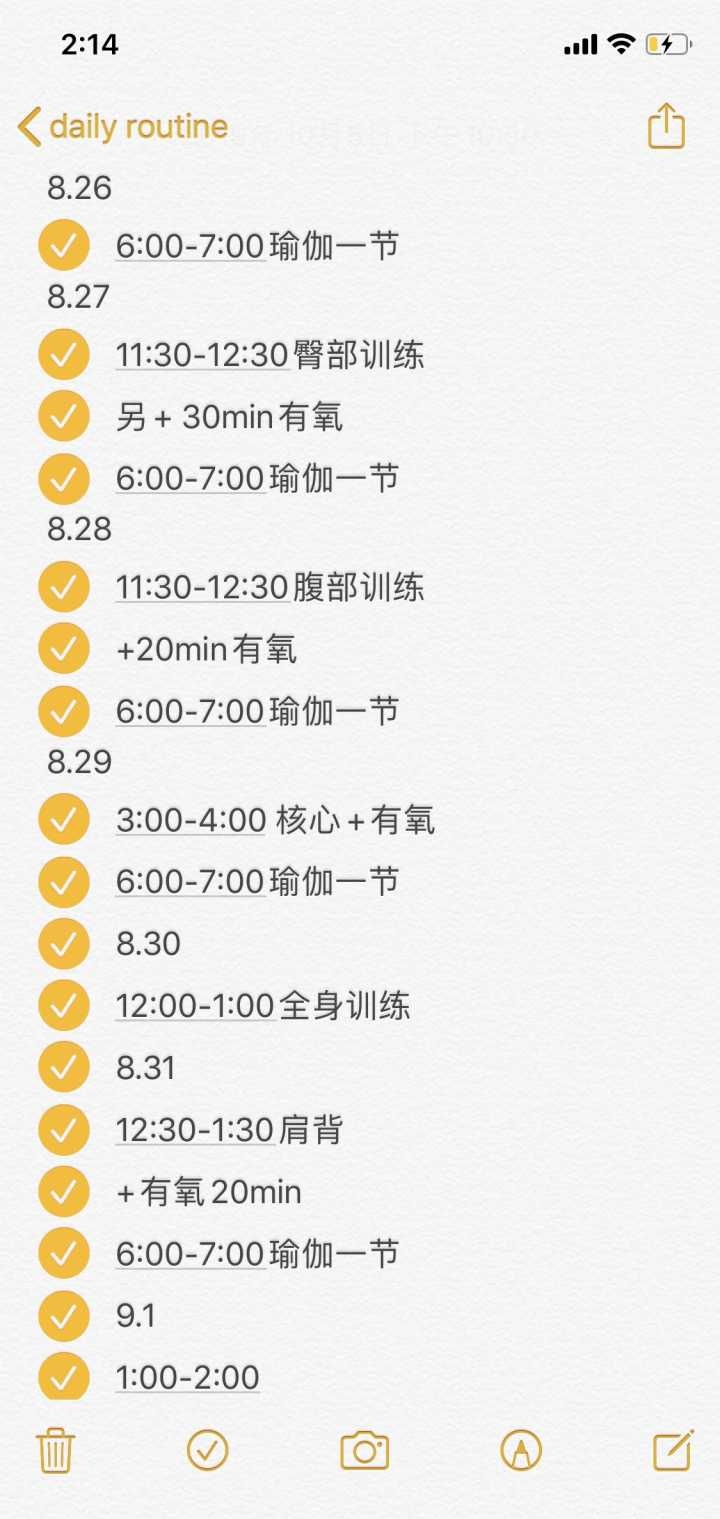 2:14
daily routine
8.26
6:00-7:00瑜伽一节
8.27
11:30-12:30臀部训练
另+ 30min有氧
6:00-7:00瑜伽一节
8.28
11:30-12:30腹部训练
+20min有氧
6:00-7:00瑜伽一节
8.29
3:00-4:00 核心+有氧
6:00-7:00瑜伽一节
8.30
12:00-1:00全身训练
8.31
12:30-1:30肩背
+有氧20min
6:00-7:00瑜伽一节
9.1
1:00-2:00